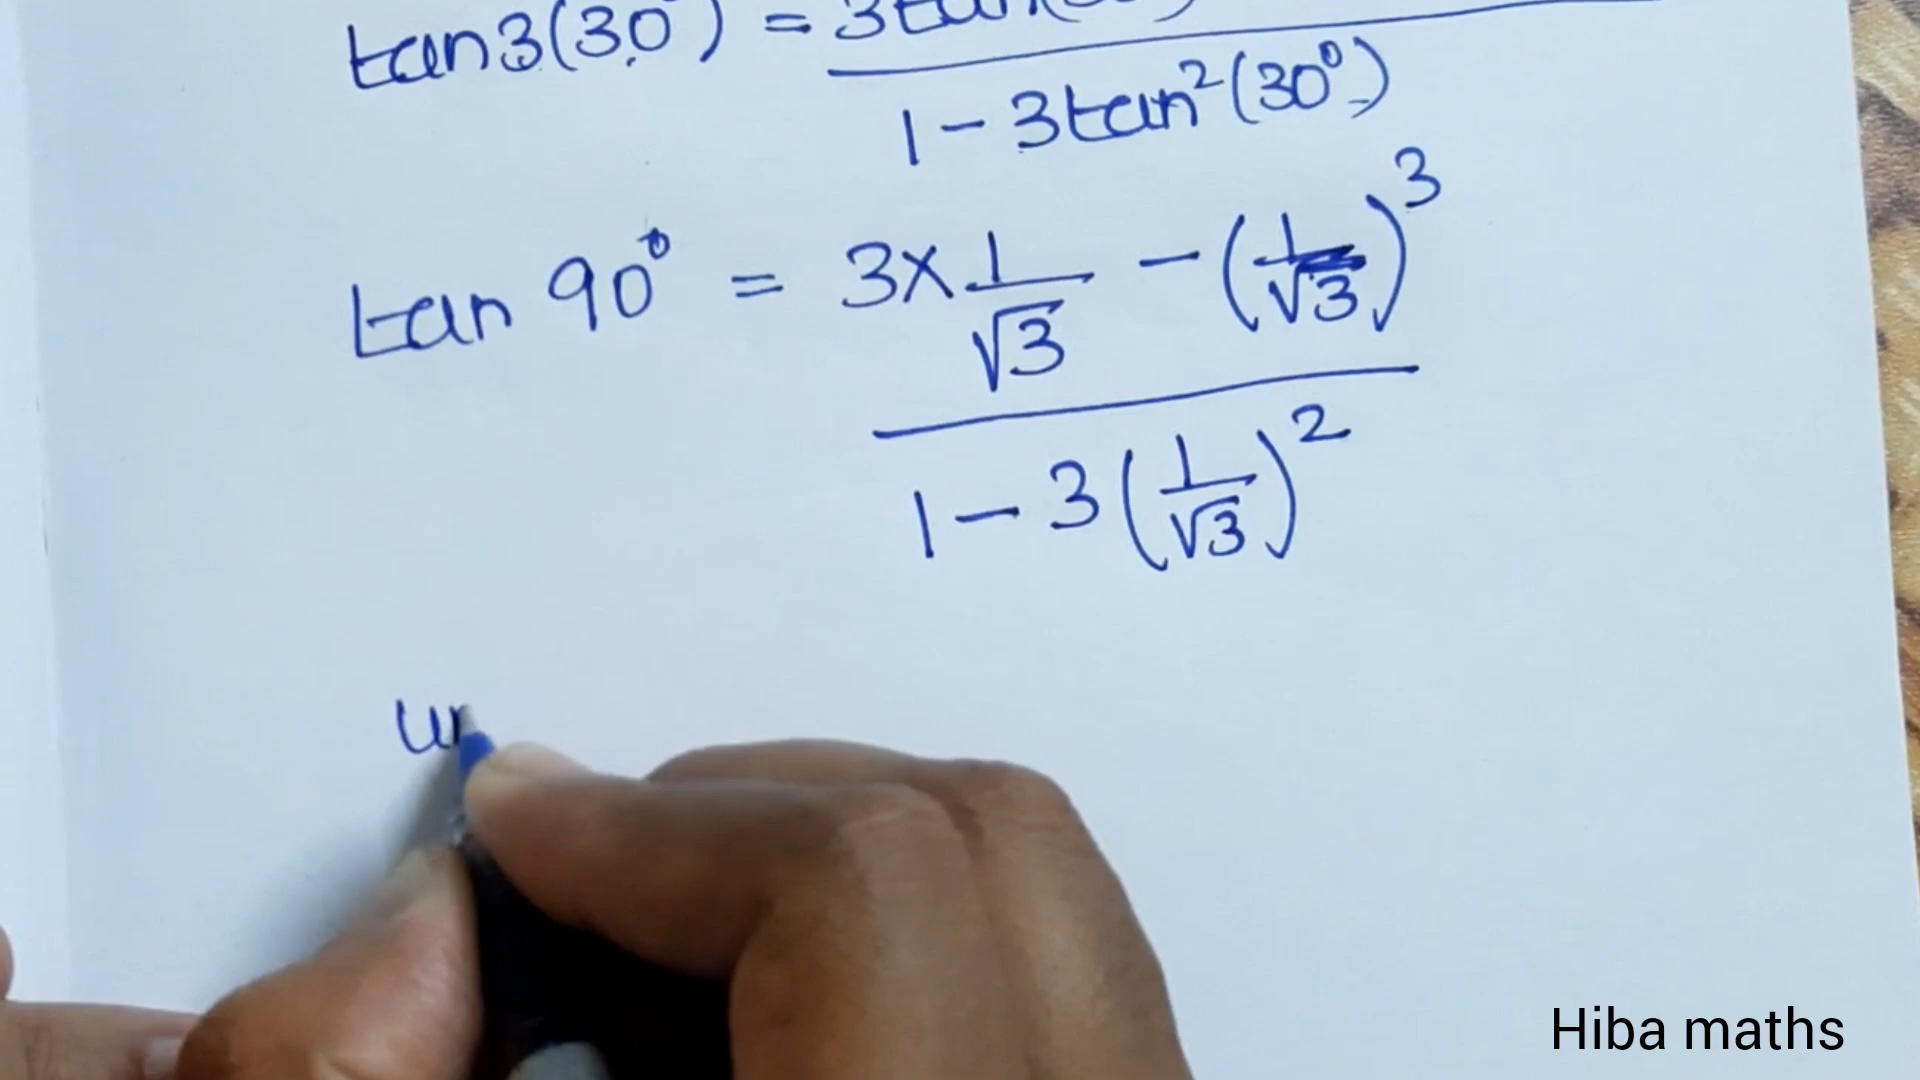 tan3(30°) = 3tan(
1 - 3tan²(30°)
tan 90° = 3×1/√3 - (1/√3)³
1 - 3(1/√3)²
Hiba maths